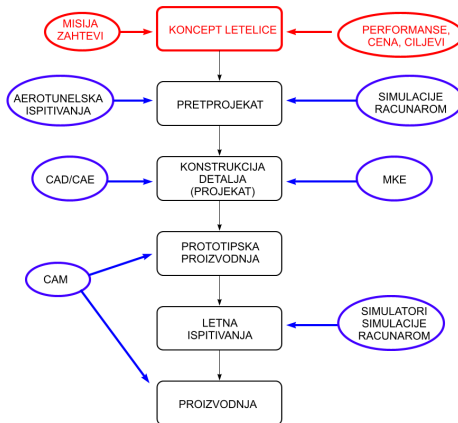 MISIJA
ZAHTEVI
KONCEPT LETELICE
PERFORMANSE,
CENA, CILJEVI
AEROTUNELSKA
ISPITIVANJA
PRETPROJEKAT
SIMULACIJE
RACUNAROM
CAD/CAE
KONSTRUKCIJA
DETALJA
(PROJEKAT)
MKE
PROTOTIPSKA
PROIZVODNJA
CAM
LETNA
ISPITIVANJA
SIMULATORI
SIMULACIJE
RACUNAROM
PROIZVODNJA